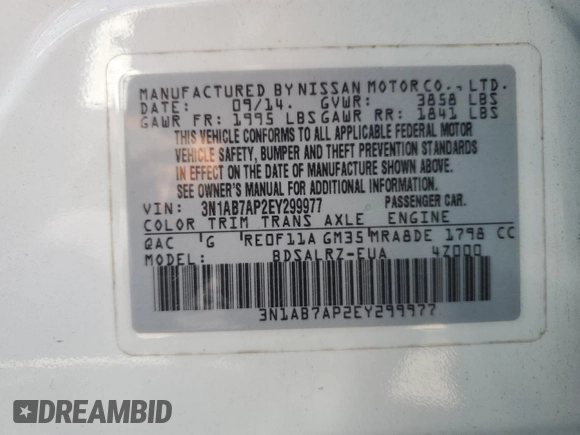 MANUFACTURED BY NISSAN MOTOR CO., LTD.
DATE: 09/14. GVWR: 3858 LBS
GAWR FR: 1995 LBS GAWR RR: 1841 LBS
THIS VEHICLE CONFORMS TO ALL APPLICABLE FEDERAL MOTOR
VEHICLE SAFETY, BUMPER AND THEFT PREVENTION STANDARDS
IN EFFECT ON THE DATE OF MANUFACTURE SHOWN ABOVE.
SEE OWNER'S MANUAL FOR ADDITIONAL INFORMATION
VIN: 3N1AB7AP2EY299977 PASSENGER CAR.
COLOR TRIM TRANS AXLE ENGINE
QAC G RE0F11A GM35 MRA8DE 1798 CC
MODEL: BDSALRZ-EUA 4Z000
3N1AB7AP2EY299977
DREAMBID